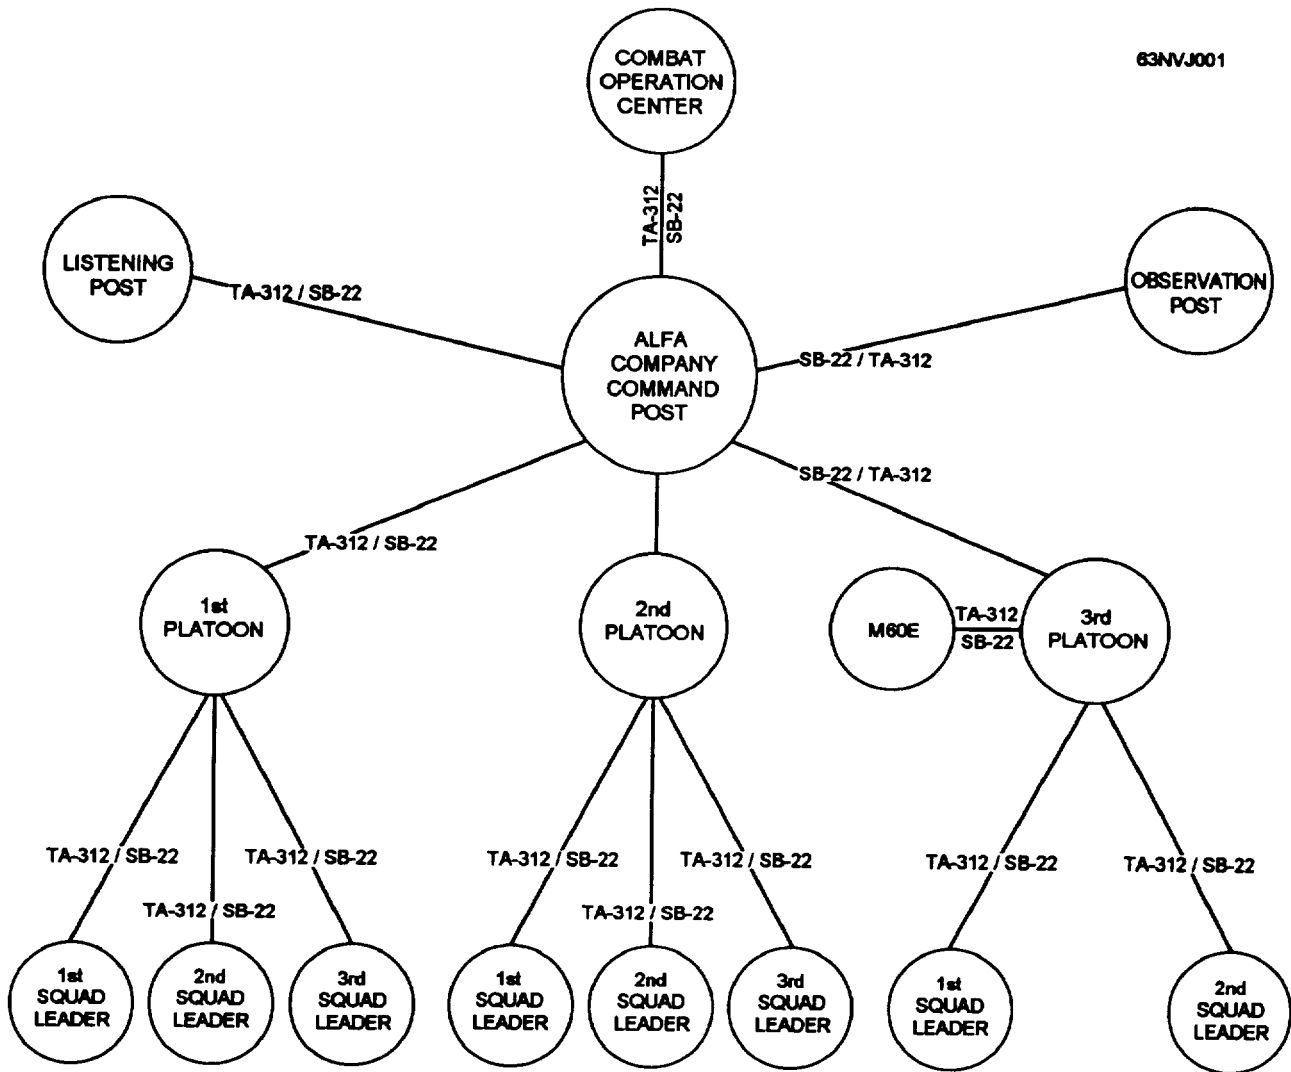 COMBAT
OPERATION
CENTER
63NVJ001
TA-312
SB-22
LISTENING
POST
TA-312 / SB-22
OBSERVATION
POST
ALFA
COMPANY
COMMAND
POST
SB-22 / TA-312
SB-22 / TA-312
TA-312 / SB-22
1st
PLATOON
2nd
PLATOON
M60E
TA-312
SB-22
3rd
PLATOON
TA-312 / SB-22
TA-312 / SB-22
TA-312 / SB-22
TA-312 / SB-22
TA-312 / SB-22
TA-312 / SB-22
TA-312 / SB-22
TA-312 / SB-22
1st
SQUAD
LEADER
2nd
SQUAD
LEADER
3rd
SQUAD
LEADER
1st
SQUAD
LEADER
2nd
SQUAD
LEADER
3rd
SQUAD
LEADER
1st
SQUAD
LEADER
2nd
SQUAD
LEADER